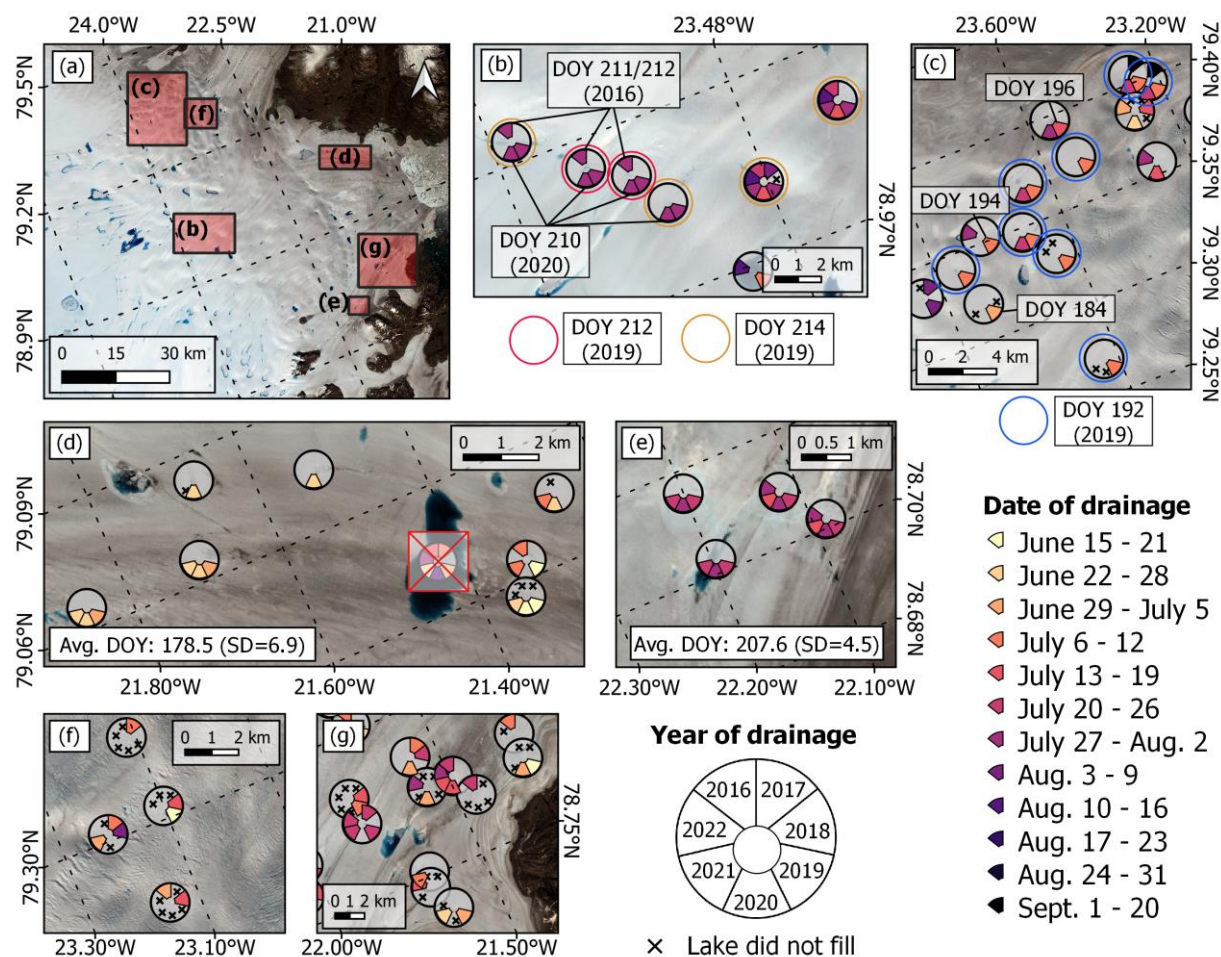 24.0°W 22.5°W 21.0°W
79.5°N
79.2°N
78.9°N
(a)
(c)
(f)
(d)
(b)
(g)
(e)
0 15 30 km
23.48°W
(b)
DOY 211/212
(2016)
DOY 210
(2020)
78.97°N
0 1 2 km
DOY 212
(2019)
DOY 214
(2019)
23.60°W 23.20°W
(c)
79.40°N
79.35°N
79.30°N
79.25°N
DOY 196
DOY 194
DOY 184
0 2 4 km
DOY 192
(2019)
(d)
0 1 2 km
79.09°N
79.06°N
Avg. DOY: 178.5 (SD=6.9)
21.80°W 21.60°W 21.40°W
(e)
0 0.5 1 km
78.70°N
78.68°N
Avg. DOY: 207.6 (SD=4.5)
22.30°W 22.20°W 22.10°W
(f)
0 1 2 km
79.30°N
23.30°W 23.20°W
(g)
78.75°N
0 1 2 km
22.00°W 21.50°W
Year of drainage
2016 2017
2022 2018
2021 2019
2020
× Lake did not fill
Date of drainage
June 15 - 21
June 22 - 28
June 29 - July 5
July 6 - 12
July 13 - 19
July 20 - 26
July 27 - Aug. 2
Aug. 3 - 9
Aug. 10 - 16
Aug. 17 - 23
Aug. 24 - 31
Sept. 1 - 20